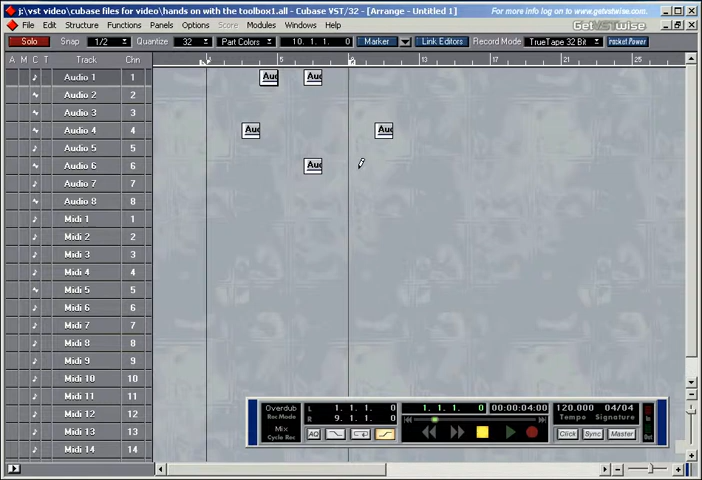 j:\vst video\cubase files for video\hands on with the toolbox1.all - Cubase VST/32 - [Arrange - Untitled 1]
For more info log on to www.getvstwise.com
File Edit Structure Functions Panels Options Score Modules Windows Help
GetVSTwise
Solo Snap 1/2 Quantize 32 Part Colors 10. 1. 1. 0 Marker Link Editors Record Mode TrueTape 32 Bit rocket Power
A M C T Track Chn
5 9 13 17 21 25
Audio 1 1
Audio 2 2
Audio 3 3
Audio 4 4
Audio 5 5
Audio 6 6
Audio 7 7
Audio 8 8
Midi 1 1
Midi 2 2
Midi 3 3
Midi 4 4
Midi 5 5
Midi 6 6
Midi 7 7
Midi 8 8
Midi 9 9
Midi 10 10
Midi 11 11
Midi 12 12
Midi 13 13
Midi 14 14
Overdub L 1. 1. 1. 0 1. 1. 1. 0 00:00:04:00 120.000 04/04 In
Rec Mode R 9. 1. 1. 0 Tempo Signature
Mix AQ Click Sync Master Out
Cycle Rec